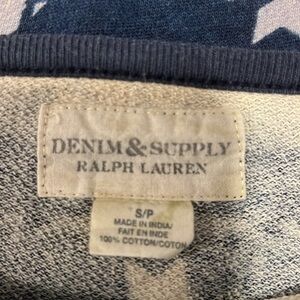 DENIM&SUPPLY
RALPH LAUREN
S/P
MADE IN INDIA/
FAIT EN INDE
100% COTTON/COTON